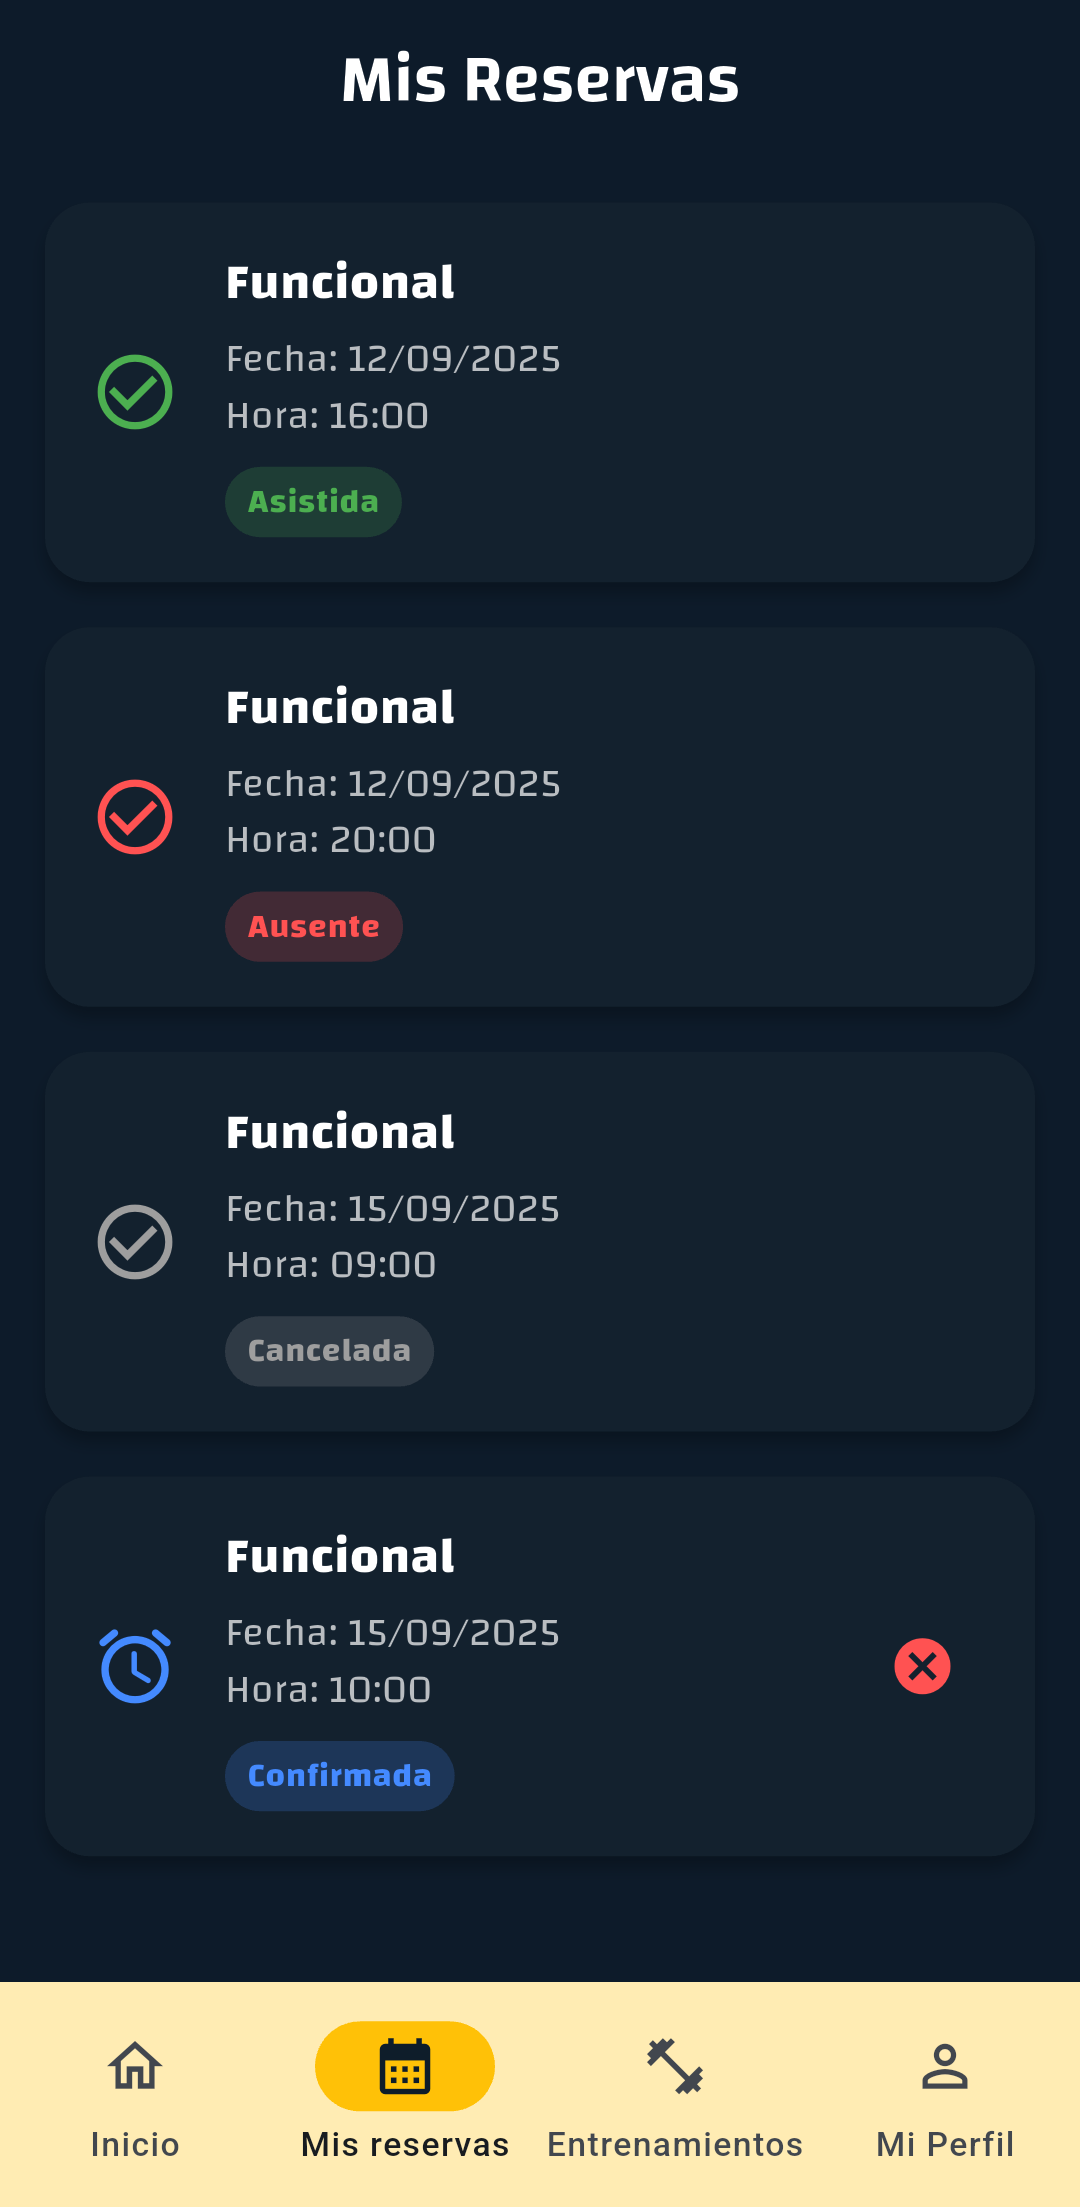 Mis Reservas
Funcional
Fecha: 12/09/2025
Hora: 16:00
Asistida
Funcional
Fecha: 12/09/2025
Hora: 20:00
Ausente
Funcional
Fecha: 15/09/2025
Hora: 09:00
Cancelada
Funcional
Fecha: 15/09/2025
Hora: 10:00
Confirmada
Inicio
Mis reservas
Entrenamientos
Mi Perfil